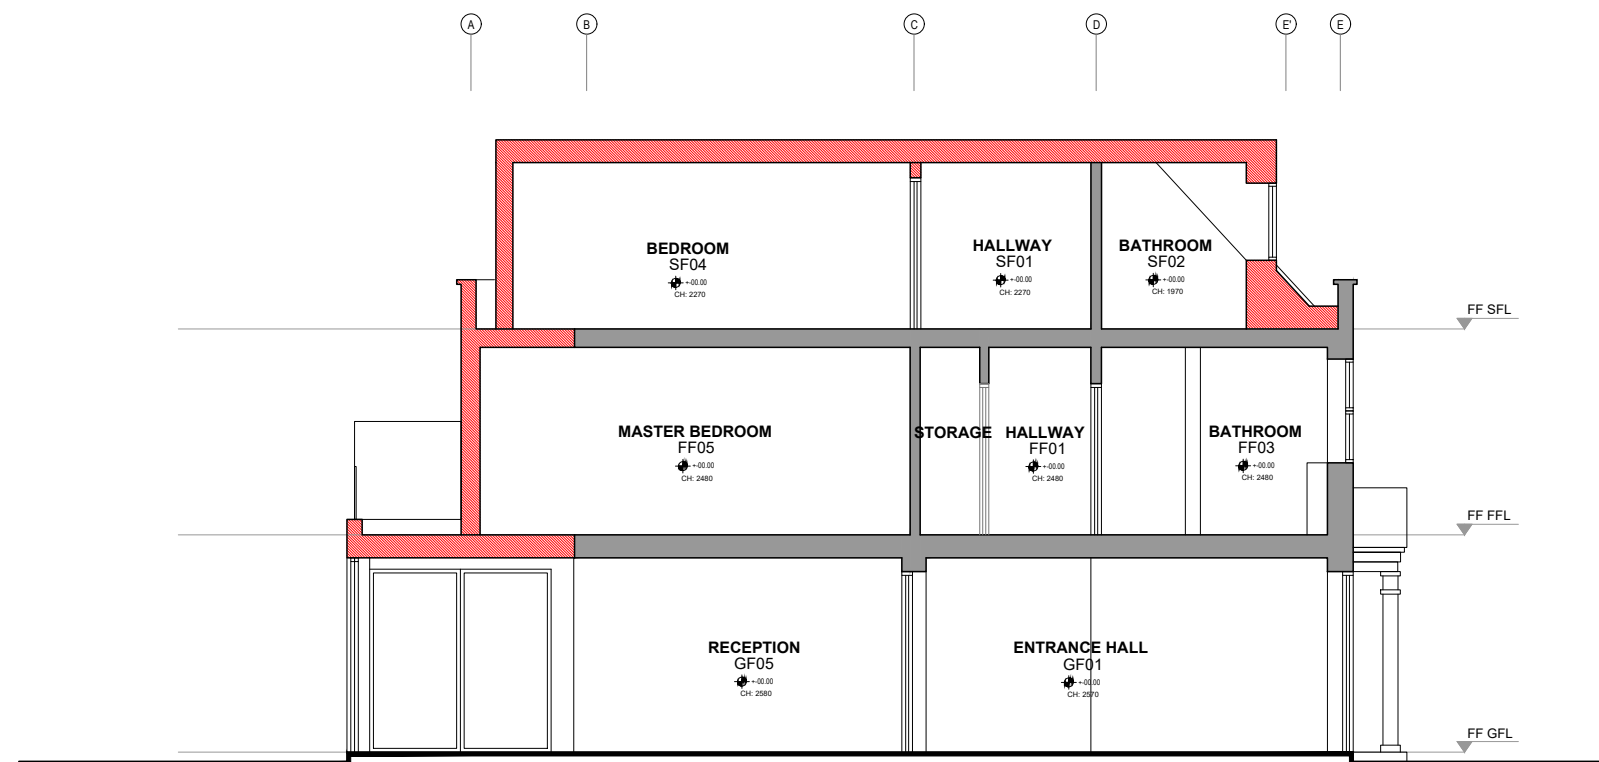 A
B
C
D
E'
E
BEDROOM
SF04
+-00.00
CH: 2270
HALLWAY
SF01
+-00.00
CH: 2270
BATHROOM
SF02
+-00.00
CH: 1970
FF SFL
MASTER BEDROOM
FF05
+-00.00
CH: 2480
STORAGE
HALLWAY
FF01
+-00.00
CH: 2480
BATHROOM
FF03
+-00.00
CH: 2480
FF FFL
RECEPTION
GF05
+-00.00
CH: 2580
ENTRANCE HALL
GF01
+-00.00
CH: 2570
FF GFL